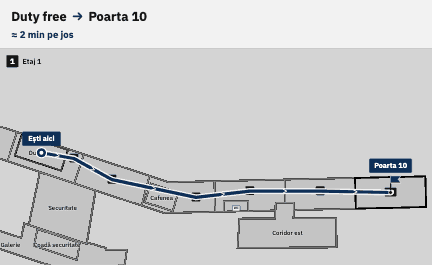 Duty free → Poarta 10
≈ 2 min pe jos
1 Etaj 1
Ești aici
Du
Poarta 10
Cafenea
Securitate
Coridor est
Galerie
Coadă securitate